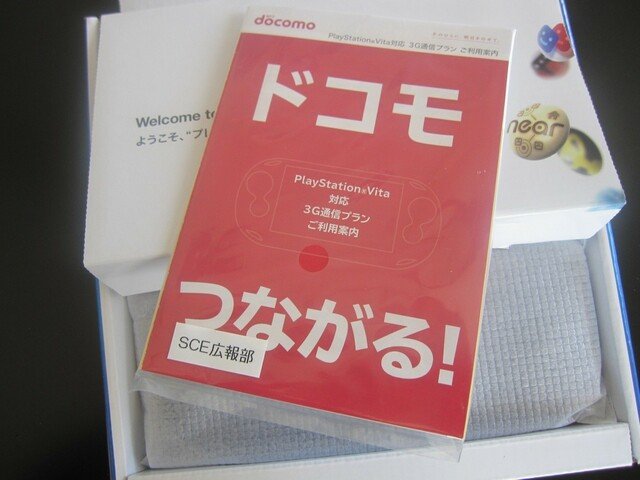 döcomo
PlayStation®Vita対応 3G通信プラン ご利用案内
ドコモ
PlayStation®Vita
対応
3G通信プラン
ご利用案内
つながる!
SCE広報部
Welcome to
ようこそ、“プレ
near